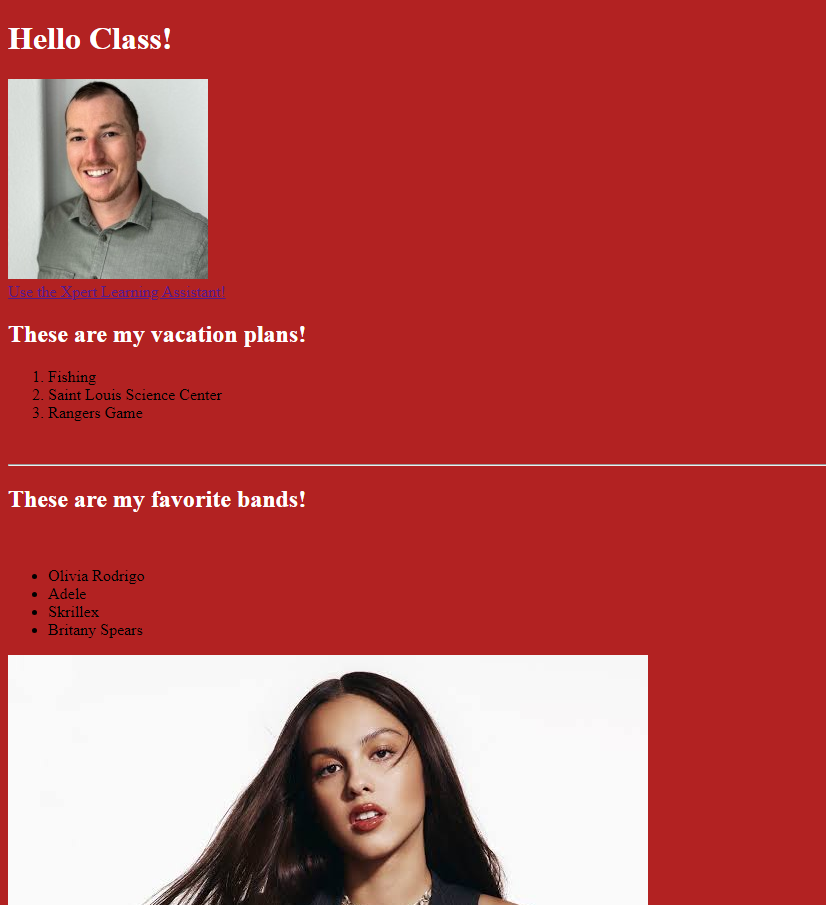 Hello Class!
Use the Xpert Learning Assistant!
These are my vacation plans!
1. Fishing
2. Saint Louis Science Center
3. Rangers Game
These are my favorite bands!
• Olivia Rodrigo
• Adele
• Skrillex
• Britany Spears